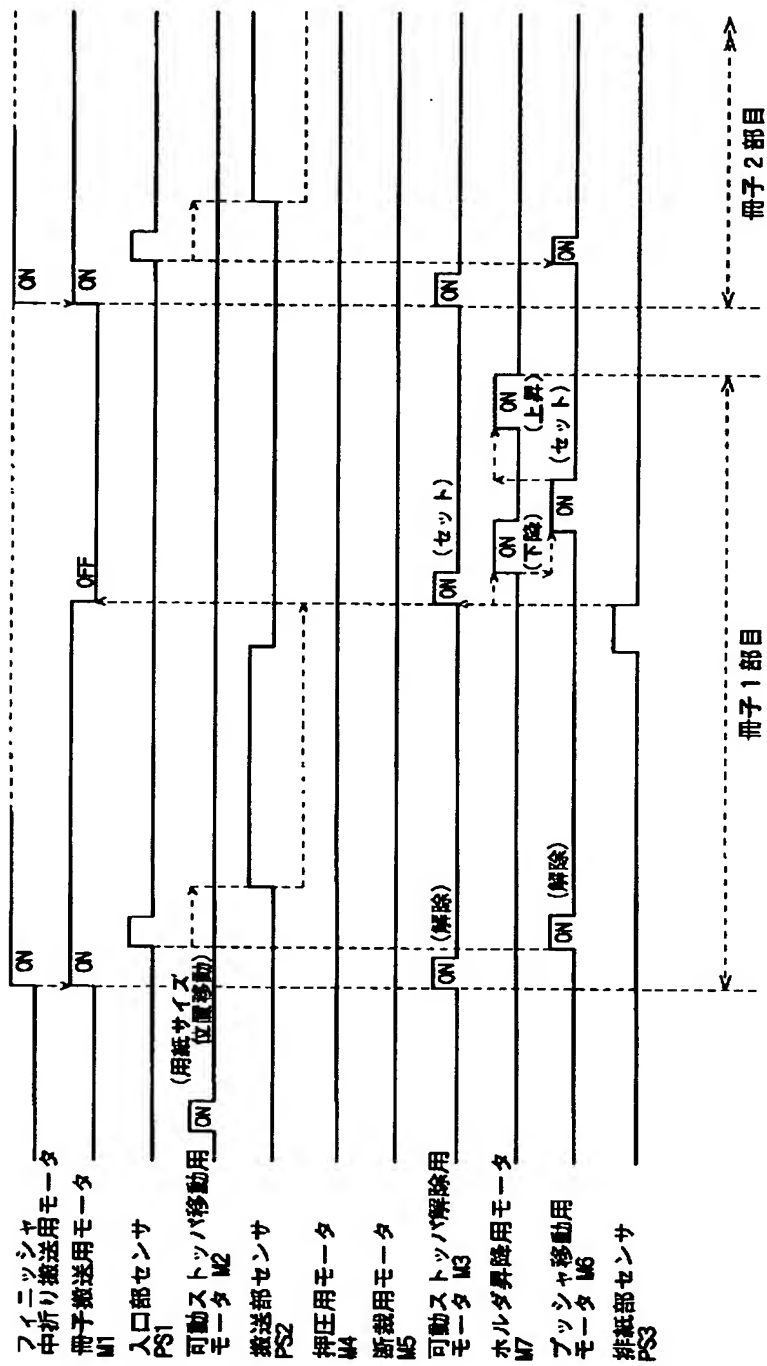 フィニッシャ
中折り搬送用モータ
ON
冊子搬送用モータ
M1
ON
OFF
ON
入口部センサ
PS1
可動ストッパ移動用
モータ M2
ON
(用紙サイズ
位置移動)
搬送部センサ
PS2
押圧用モータ
M4
断裁用モータ
M5
可動ストッパ解除用
モータ M3
ON
(解除)
ON
(セット)
ON
ホルダ昇降用モータ
M7
ON
(下降)
ON
(上昇)
プッシャ移動用
モータ M6
ON
(解除)
ON
(セット)
ON
排紙部センサ
PS3
ON
冊子1部目
冊子2部目